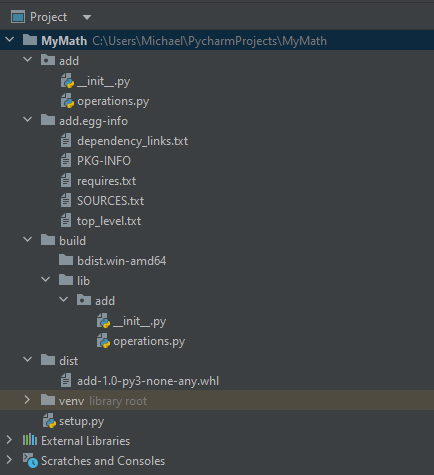 Project
MyMath C:\Users\Michael\PycharmProjects\MyMath
add
__init__.py
operations.py
add.egg-info
dependency_links.txt
PKG-INFO
requires.txt
SOURCES.txt
top_level.txt
build
bdist.win-amd64
lib
add
__init__.py
operations.py
dist
add-1.0-py3-none-any.whl
venv library root
setup.py
External Libraries
Scratches and Consoles